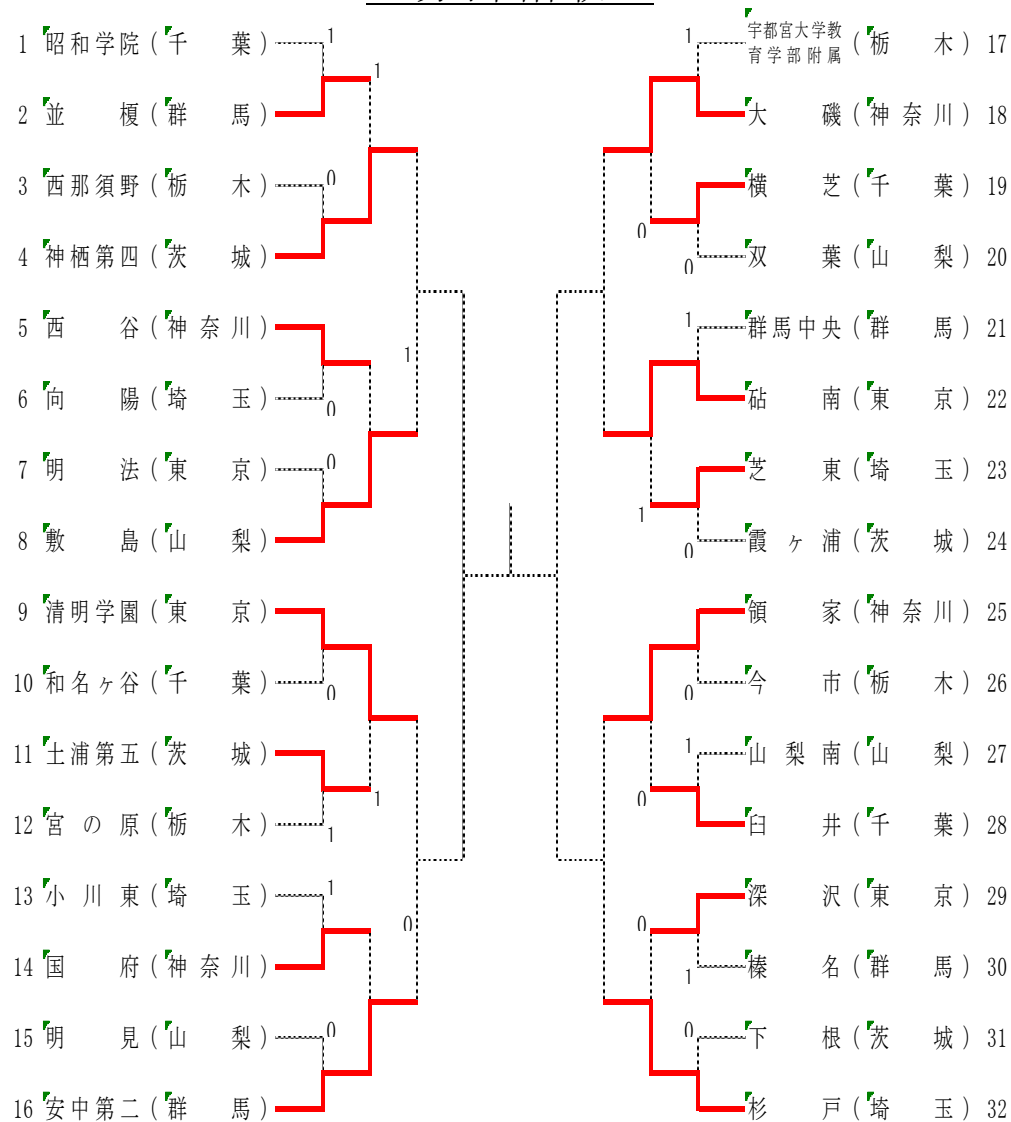 1 昭和学院（千　葉）
2 並　榎（群　馬）
3 西那須野（栃　木）
4 神栖第四（茨　城）
5 西　谷（神奈川）
6 向　陽（埼　玉）
7 明　法（東　京）
8 敷　島（山　梨）
9 清明学園（東　京）
10 和名ヶ谷（千　葉）
11 土浦第五（茨　城）
12 宮の原（栃　木）
13 小川東（埼　玉）
14 国　府（神奈川）
15 明　見（山　梨）
16 安中第二（群　馬）
1
1
0
1
0
0
0
1
1
1
0
0
宇都宮大学教
育学部附属（栃　木）17
大　磯（神奈川）18
横　芝（千　葉）19
双　葉（山　梨）20
群馬中央（群　馬）21
砧　南（東　京）22
芝　東（埼　玉）23
霞ヶ浦（茨　城）24
領　家（神奈川）25
今　市（栃　木）26
山梨南（山　梨）27
臼　井（千　葉）28
深　沢（東　京）29
榛　名（群　馬）30
下　根（茨　城）31
杉　戸（埼　玉）32
1
0
0
1
1
0
0
1
0
0
1
0